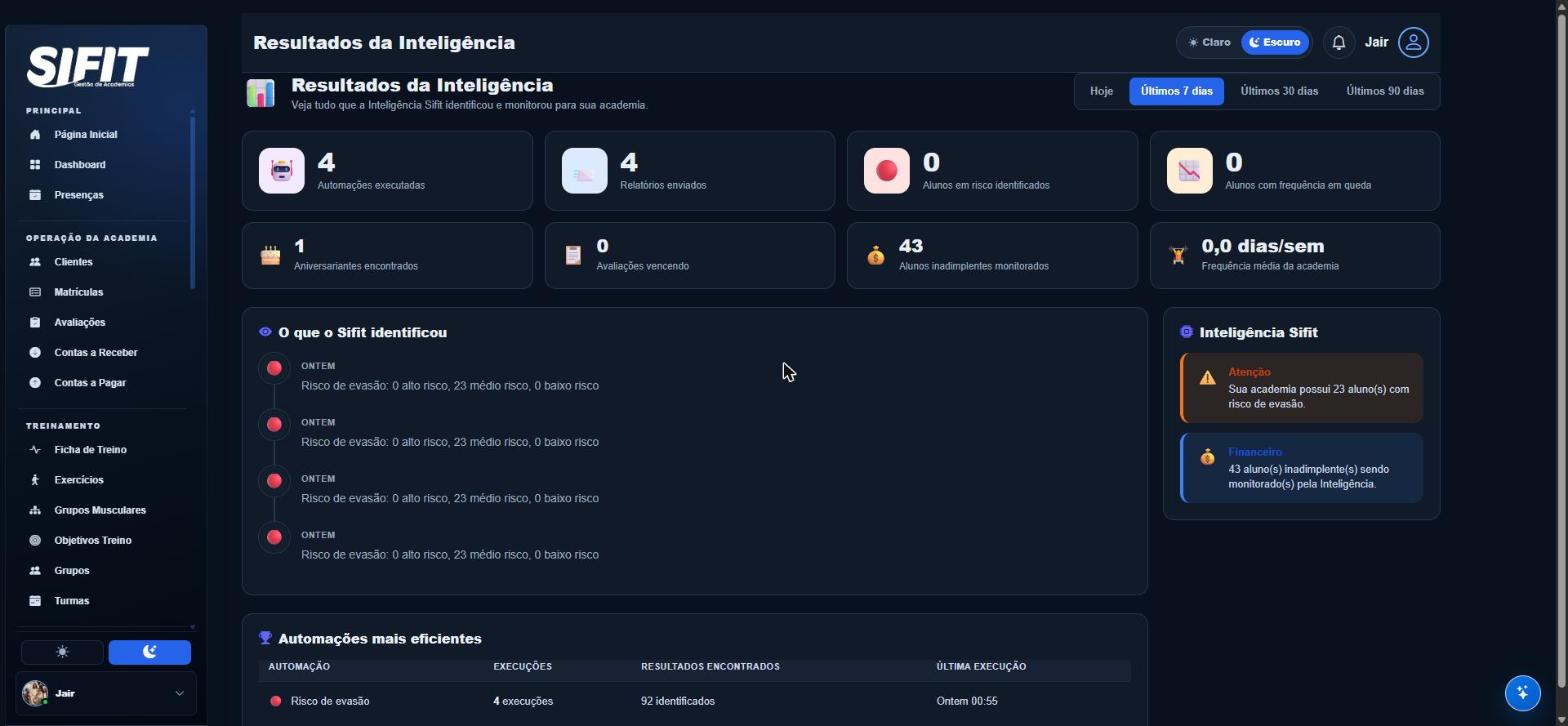 SIFIT
Gestão de Academias
PRINCIPAL
Página Inicial
Dashboard
Presenças
OPERAÇÃO DA ACADEMIA
Clientes
Matrículas
Avaliações
Contas a Receber
Contas a Pagar
TREINAMENTO
Ficha de Treino
Exercícios
Grupos Musculares
Objetivos Treino
Grupos
Turmas
Jair
Resultados da Inteligência
Claro
Escuro
Jair
Resultados da Inteligência
Veja tudo que a Inteligência Sifit identificou e monitorou para sua academia.
Hoje
Últimos 7 dias
Últimos 30 dias
Últimos 90 dias
4
Automações executadas
4
Relatórios enviados
0
Alunos em risco identificados
0
Alunos com frequência em queda
1
Aniversariantes encontrados
0
Avaliações vencendo
43
Alunos inadimplentes monitorados
0,0 dias/sem
Frequência média da academia
O que o Sifit identificou
ONTEM
Risco de evasão: 0 alto risco, 23 médio risco, 0 baixo risco
ONTEM
Risco de evasão: 0 alto risco, 23 médio risco, 0 baixo risco
ONTEM
Risco de evasão: 0 alto risco, 23 médio risco, 0 baixo risco
ONTEM
Risco de evasão: 0 alto risco, 23 médio risco, 0 baixo risco
Inteligência Sifit
Atenção
Sua academia possui 23 aluno(s) com
risco de evasão.
Financeiro
43 aluno(s) inadimplente(s) sendo
monitorado(s) pela Inteligência.
Automações mais eficientes
AUTOMAÇÃO EXECUÇÕES RESULTADOS ENCONTRADOS ÚLTIMA EXECUÇÃO
Risco de evasão 4 execuções 92 identificados Ontem 00:55